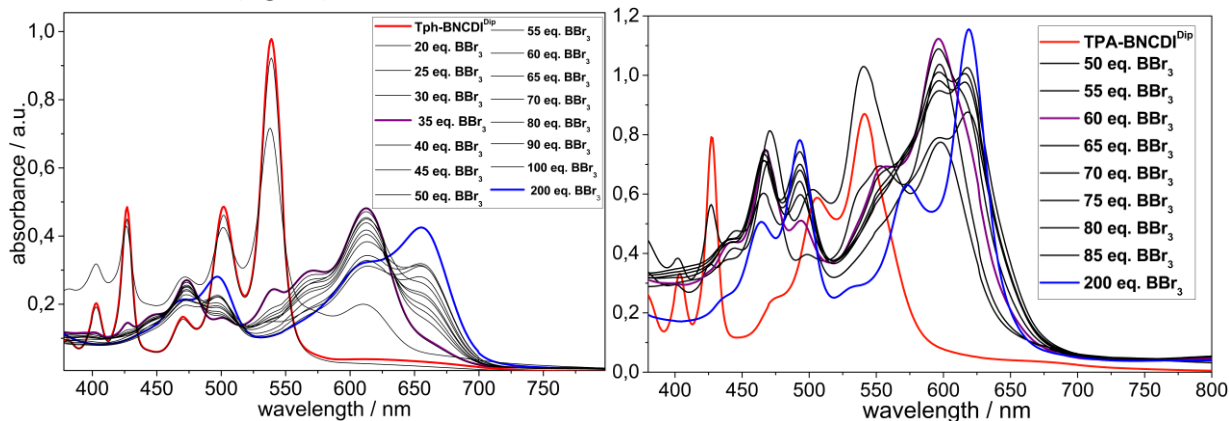 1,0
0,8
0,6
0,4
0,2
absorbance / a.u.
400 450 500 550 600 650 700 750
wavelength / nm
Tph-BNCDI^Dip
20 eq. BBr₃
25 eq. BBr₃
30 eq. BBr₃
35 eq. BBr₃
40 eq. BBr₃
45 eq. BBr₃
50 eq. BBr₃
55 eq. BBr₃
60 eq. BBr₃
65 eq. BBr₃
70 eq. BBr₃
80 eq. BBr₃
90 eq. BBr₃
100 eq. BBr₃
200 eq. BBr₃
1,2
1,0
0,8
0,6
0,4
0,2
0,0
400 450 500 550 600 650 700 750 800
wavelength / nm
TPA-BNCDI^Dip
50 eq. BBr₃
55 eq. BBr₃
60 eq. BBr₃
65 eq. BBr₃
70 eq. BBr₃
75 eq. BBr₃
80 eq. BBr₃
85 eq. BBr₃
200 eq. BBr₃